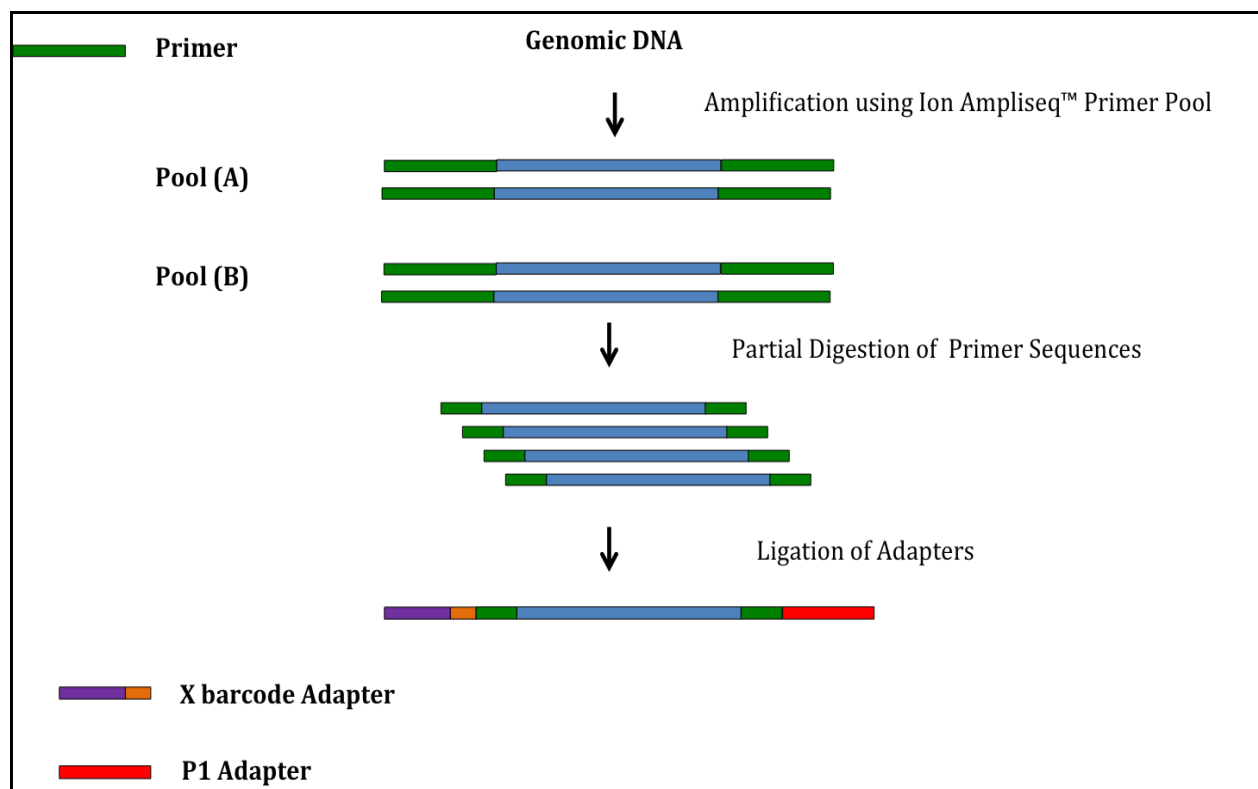 Primer
Genomic DNA
Amplification using Ion Ampliseq™ Primer Pool
Pool (A)
Pool (B)
Partial Digestion of Primer Sequences
Ligation of Adapters
X barcode Adapter
P1 Adapter